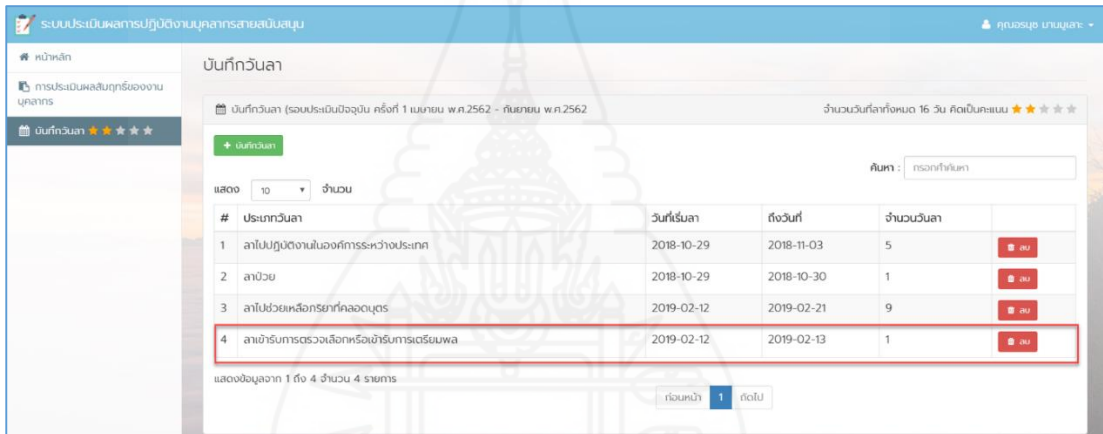 ระบบประเมินผลการปฏิบัติงานบุคลากรสายสนับสนุน
คุณอรนุช มานมูเลาะ
หน้าหลัก
การประเมินผลสัมฤทธิ์ของงาน
บุคลากร
บันทึกวันลา
บันทึกวันลา
บันทึกวันลา (รอบประเมินปัจจุบัน ครั้งที่ 1 เมษายน พ.ศ.2562 - กันยายน พ.ศ.2562
จำนวนวันที่ลาทั้งหมด 16 วัน คิดเป็นคะแนน
+ บันทึกวันลา
ค้นหา : กรอกคำค้นหา
แสดง 10 จำนวน
# ประเภทวันลา วันที่เริ่มลา ถึงวันที่ จำนวนวันลา
1 ลาไปปฏิบัติงานในองค์การระหว่างประเทศ 2018-10-29 2018-11-03 5 ลบ
2 ลาป่วย 2018-10-29 2018-10-30 1 ลบ
3 ลาไปช่วยเหลือภริยาที่คลอดบุตร 2019-02-12 2019-02-21 9 ลบ
4 ลาเข้ารับการตรวจเลือกหรือเข้ารับการเตรียมพล 2019-02-12 2019-02-13 1 ลบ
แสดงข้อมูลจาก 1 ถึง 4 จำนวน 4 รายการ
ก่อนหน้า 1 ถัดไป